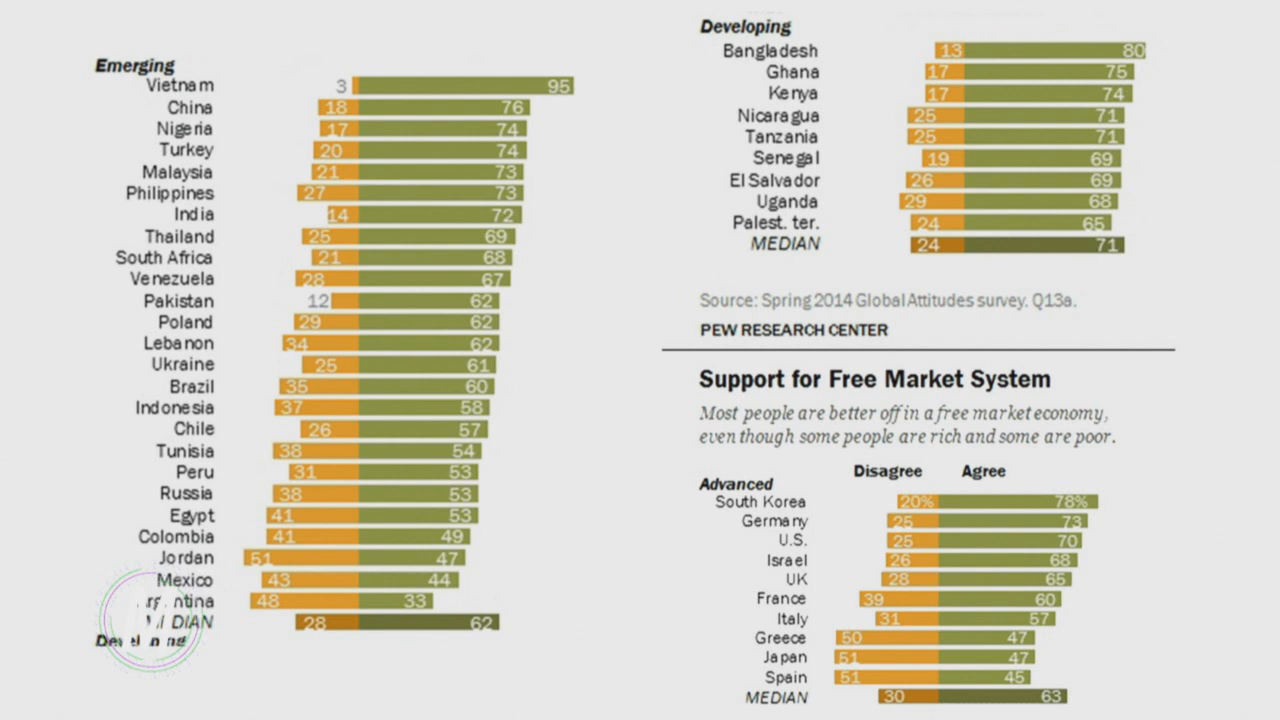 Emerging
Vietnam 3 95
China 18 76
Nigeria 17 74
Turkey 20 74
Malaysia 21 73
Philippines 27 73
India 14 72
Thailand 25 69
South Africa 21 68
Venezuela 28 67
Pakistan 12 62
Poland 29 62
Lebanon 34 62
Ukraine 25 61
Brazil 35 60
Indonesia 37 58
Chile 26 57
Tunisia 38 54
Peru 31 53
Russia 38 53
Egypt 41 53
Colombia 41 49
Jordan 51 47
Mexico 43 44
48 33
28 62
Developing
Bangladesh 13 80
Ghana 17 75
Kenya 17 74
Nicaragua 25 71
Tanzania 25 71
Senegal 19 69
El Salvador 26 69
Uganda 29 68
Palest. ter. 24 65
MEDIAN 24 71
Source: Spring 2014 Global Attitudes survey. Q13a.
PEW RESEARCH CENTER
Support for Free Market System
Most people are better off in a free market economy,
even though some people are rich and some are poor.
Disagree Agree
Advanced
South Korea 20% 78%
Germany 25 73
U.S. 25 70
Israel 26 68
UK 28 65
France 39 60
Italy 31 57
Greece 50 47
Japan 51 47
Spain 51 45
MEDIAN 30 63